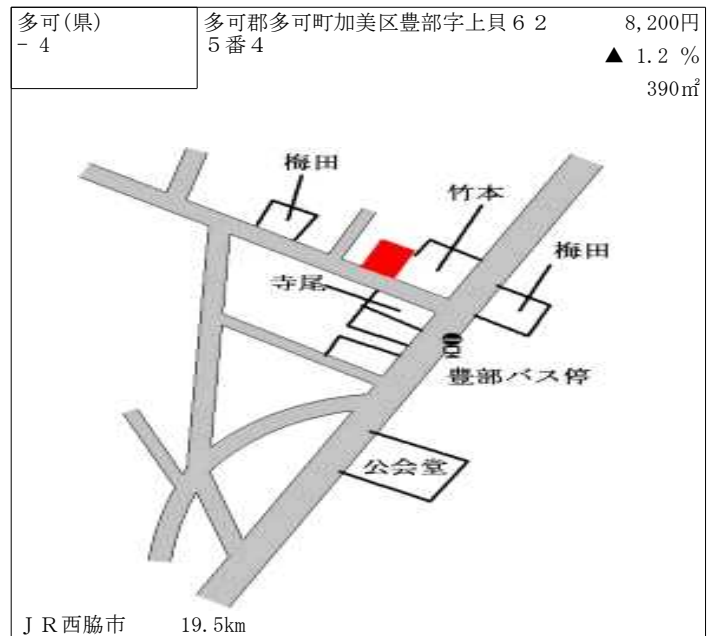 多可(県)
- 4
多可郡多可町加美区豊部字上貝６２
５番４
8,200円
▲ 1.2 %
390㎡
梅田
竹本
梅田
寺尾
豊部バス停
公会堂
ＪＲ西脇市 19.5km